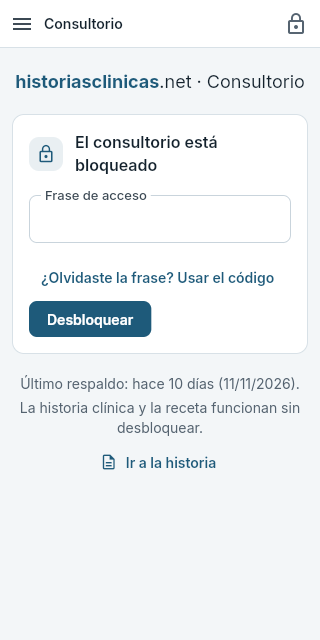 Consultorio
historiasclinicas.net · Consultorio
El consultorio está
bloqueado
Frase de acceso
¿Olvidaste la frase? Usar el código
Desbloquear
Último respaldo: hace 10 días (11/11/2026).
La historia clínica y la receta funcionan sin
desbloquear.
Ir a la historia